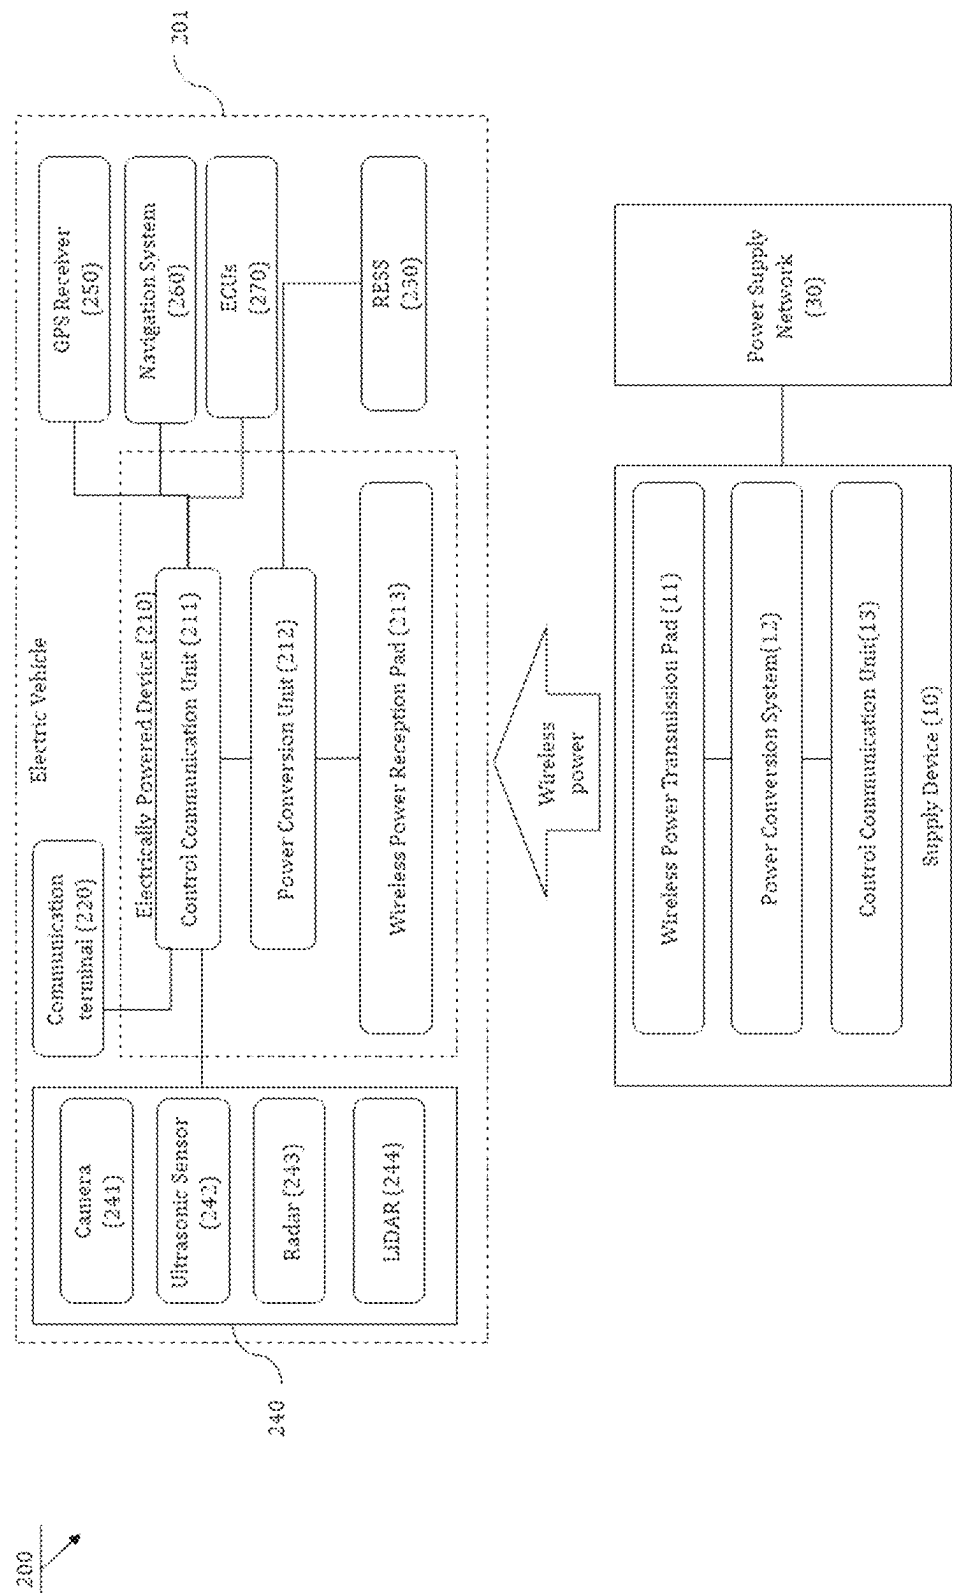 200
240
201
Electric Vehicle
Camera
(241)
Ultrasonic Sensor
(242)
Radar (243)
LiDAR (244)
Communication
terminal (220)
Electrically Powered Device (210)
Control Communication Unit (211)
Power Conversion Unit (212)
Wireless Power Reception Pad (213)
GPS Receiver
(250)
Navigation System
(260)
ECUs
(270)
RESS
(230)
Wireless
power
Wireless Power Transmission Pad (11)
Power Conversion System(12)
Control Communication Unit(13)
Supply Device (10)
Power Supply
Network
(30)